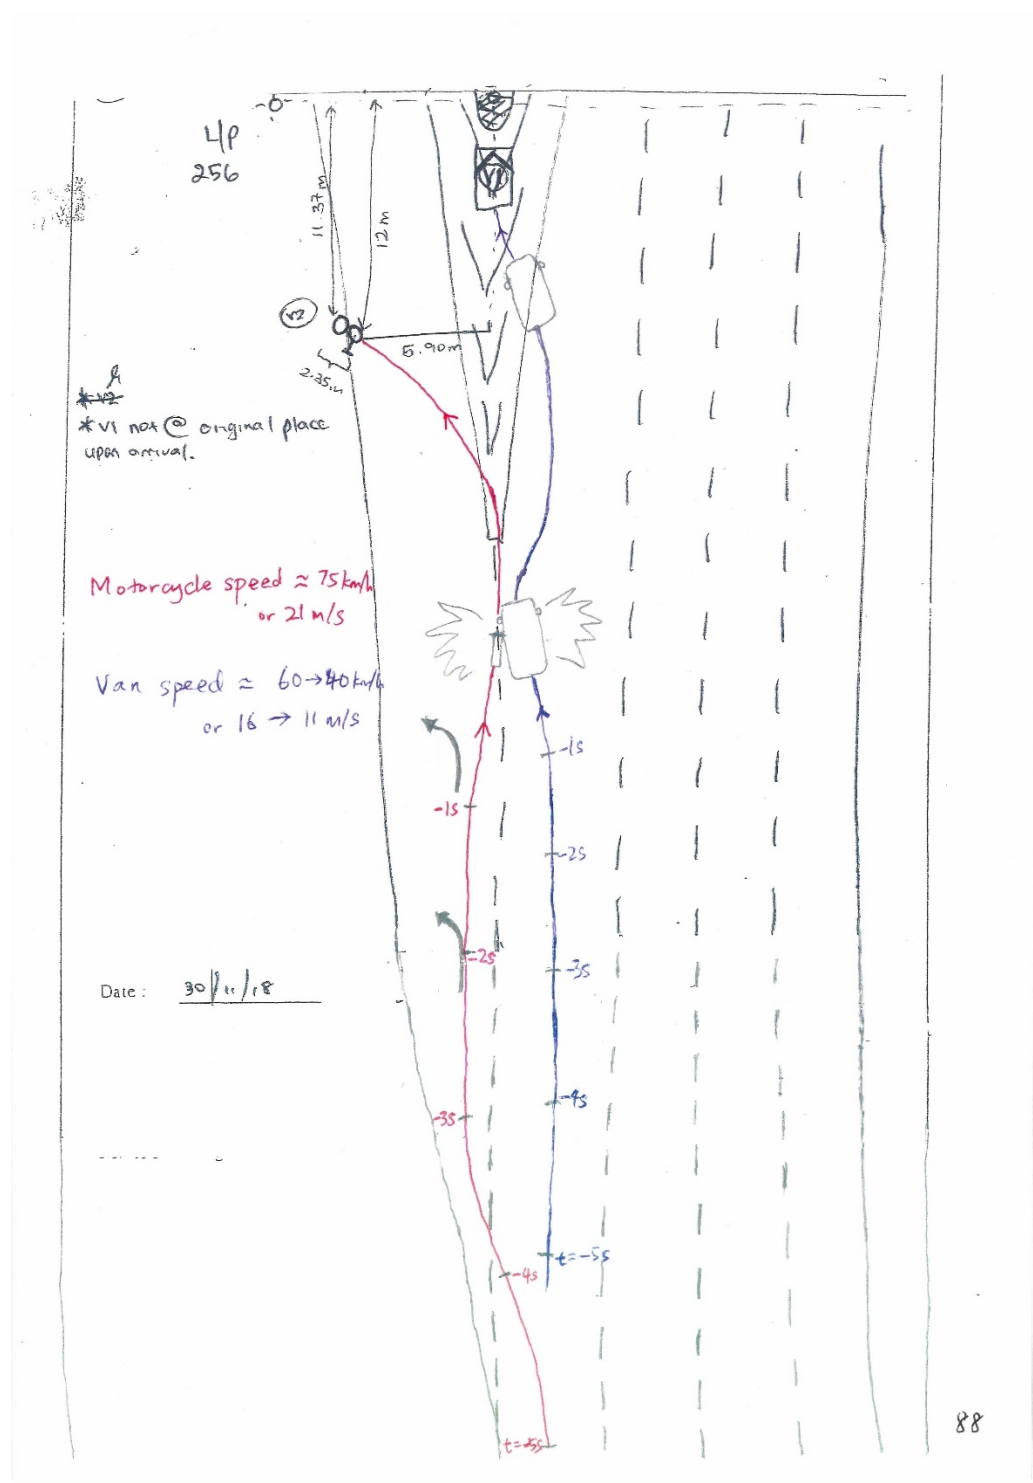 L/P
256
11.37m
12m
V1
V2
5.90m
2.35m
*V2
*V1 not @ original place
upon arrival.
Motorcycle speed ≈ 75km/h
or 21 m/s
Van speed ≈ 60→40km/h
or 16 → 11 m/s
-1s
-1s
-2s
-2s
-3s
Date : 30/11/18
-4s
-3s
t=-5s
-4s
t=-5s
88